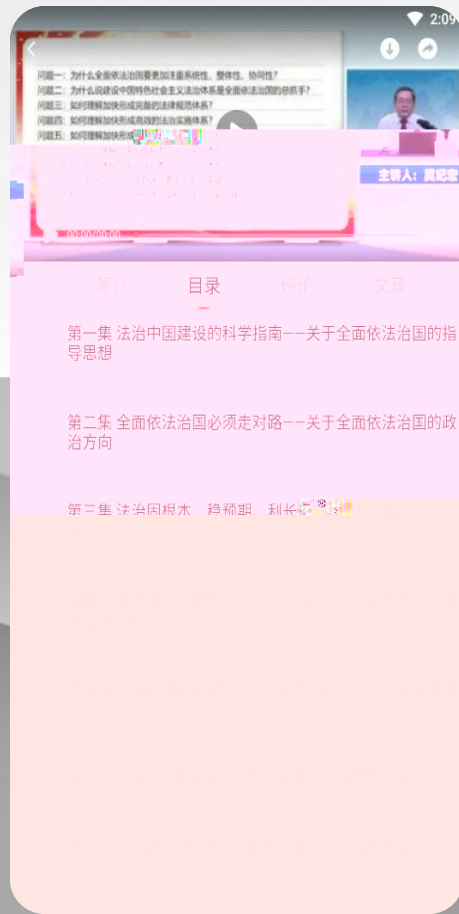 2:09
问题一：为什么全面依法治国要更加注重系统性、整体性、协同性？
问题二：为什么说建设中国特色社会主义法治体系是全面依法治国的总抓手？
问题三：如何理解加快形成完备的法律规范体系？
问题四：如何理解加快形成高效的法治实施体系？
问题五：如何理解加快形成
主讲人：莫纪宏
00:00/00:00
简介 目录 评论 文稿
第一集 法治中国建设的科学指南——关于全面依法治国的指
导思想
第二集 全面依法治国必须走对路——关于全面依法治国的政
治方向
第三集 法治固根本、稳预期、利长远